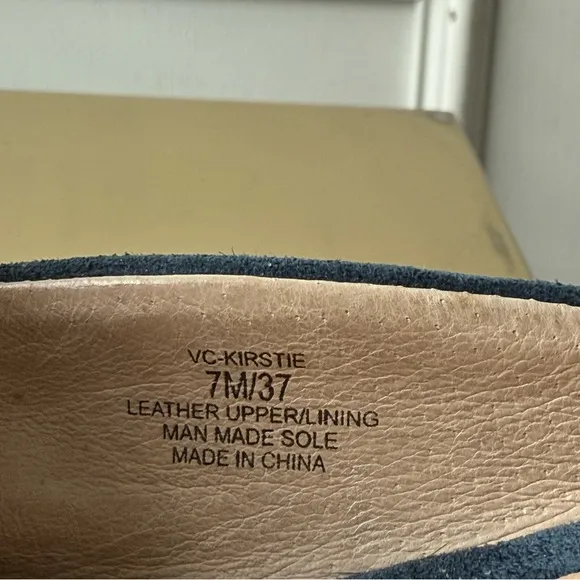 VC-KIRSTIE
7M/37
LEATHER UPPER/LINING
MAN MADE SOLE
MADE IN CHINA